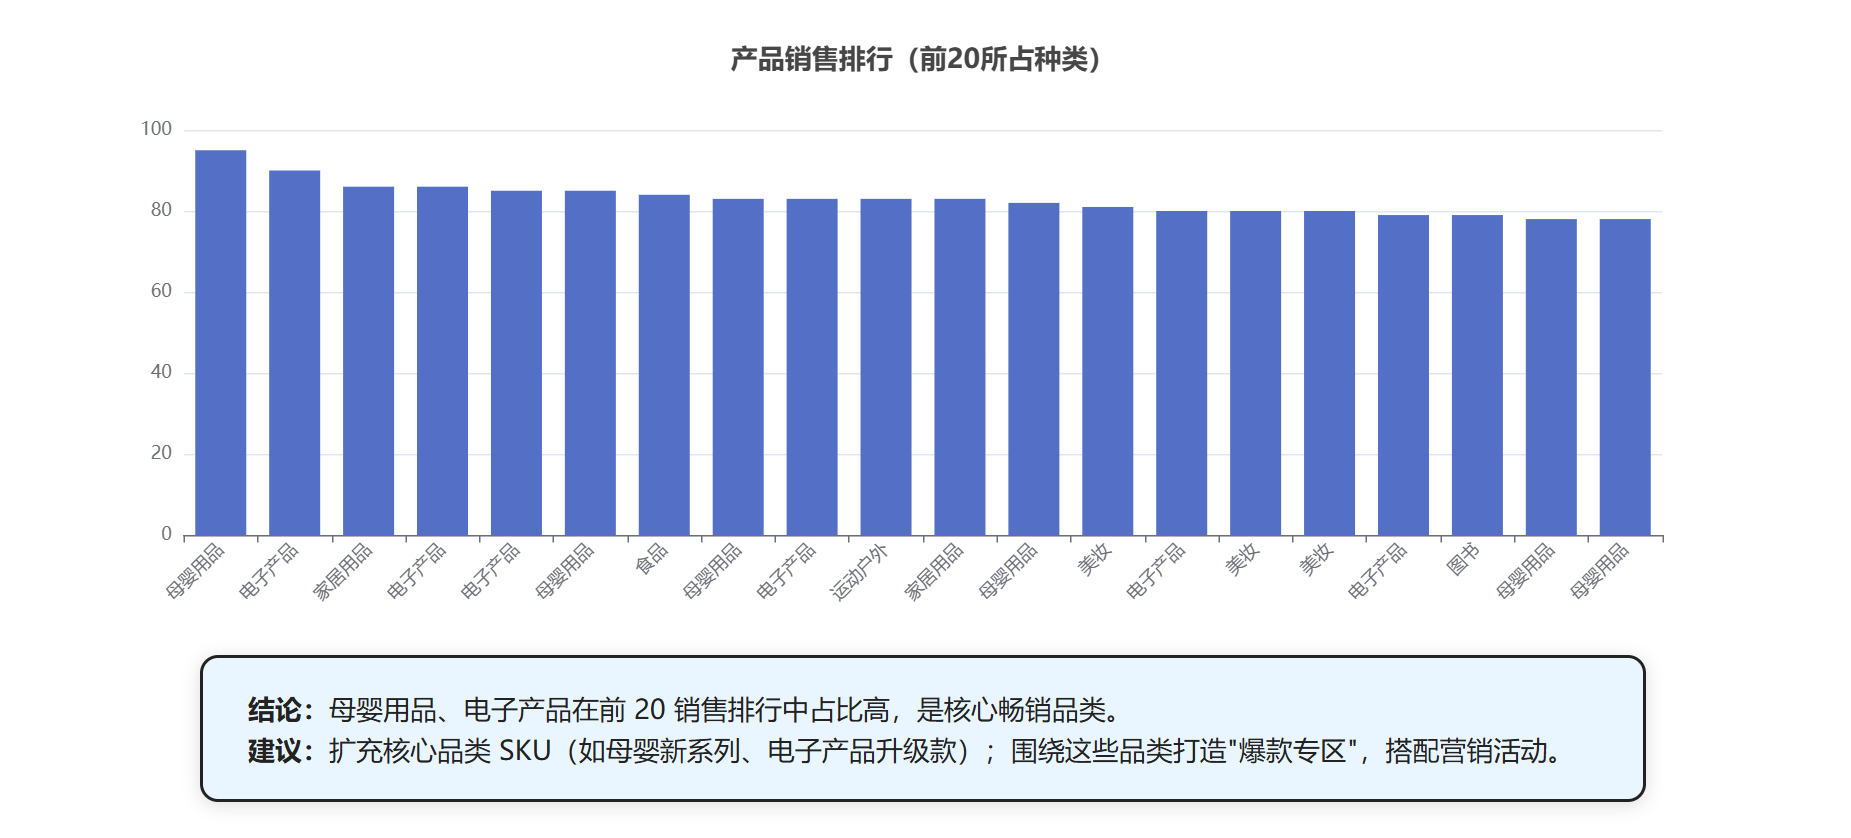 产品销售排行（前20所占种类）
100
80
60
40
20
0
母婴用品
电子产品
家居用品
电子产品
电子产品
母婴用品
食品
母婴用品
电子产品
运动户外
家居用品
母婴用品
美妆
电子产品
美妆
美妆
电子产品
图书
母婴用品
母婴用品
结论：母婴用品、电子产品在前 20 销售排行中占比高，是核心畅销品类。
建议：扩充核心品类 SKU（如母婴新系列、电子产品升级款）；围绕这些品类打造"爆款专区"，搭配营销活动。